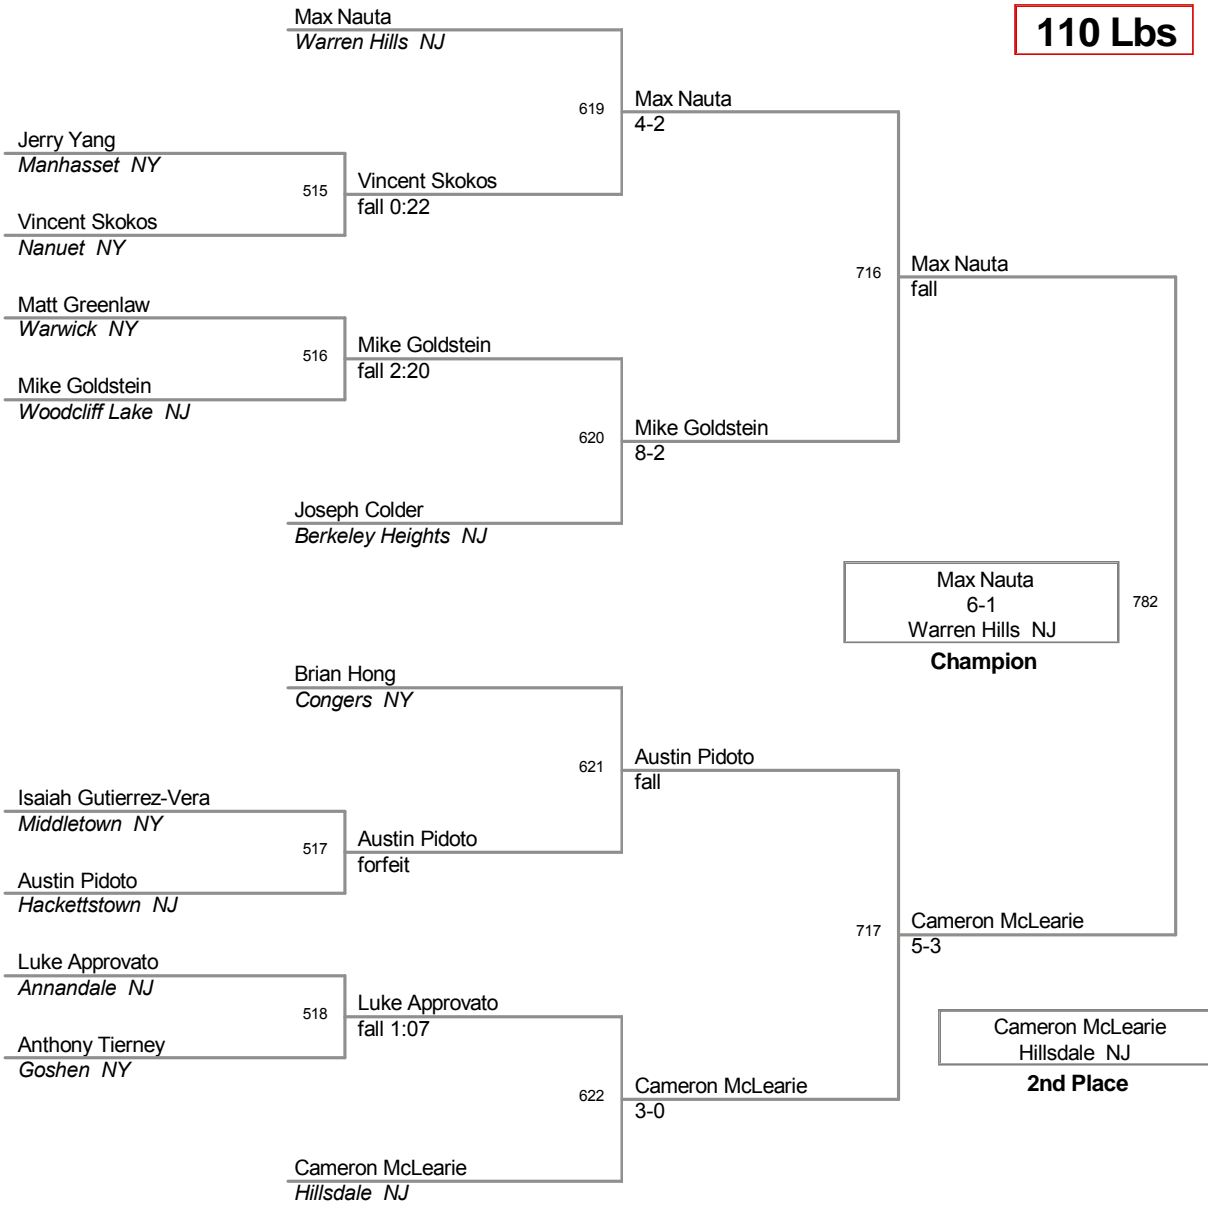 110 Lbs
Max Nauta
Warren Hills NJ
619
Max Nauta
4-2
Jerry Yang
Manhasset NY
515
Vincent Skokos
fall 0:22
Vincent Skokos
Nanuet NY
716
Max Nauta
fall
Matt Greenlaw
Warwick NY
516
Mike Goldstein
fall 2:20
Mike Goldstein
Woodcliff Lake NJ
620
Mike Goldstein
8-2
Joseph Colder
Berkeley Heights NJ
Max Nauta
6-1
Warren Hills NJ
Champion
782
Brian Hong
Congers NY
621
Austin Pidoto
fall
Isaiah Gutierrez-Vera
Middletown NY
517
Austin Pidoto
forfeit
Austin Pidoto
Hackettstown NJ
717
Cameron McLearie
5-3
Luke Approvato
Annandale NJ
518
Luke Approvato
fall 1:07
Anthony Tierney
Goshen NY
Cameron McLearie
Hillsdale NJ
2nd Place
622
Cameron McLearie
3-0
Cameron McLearie
Hillsdale NJ